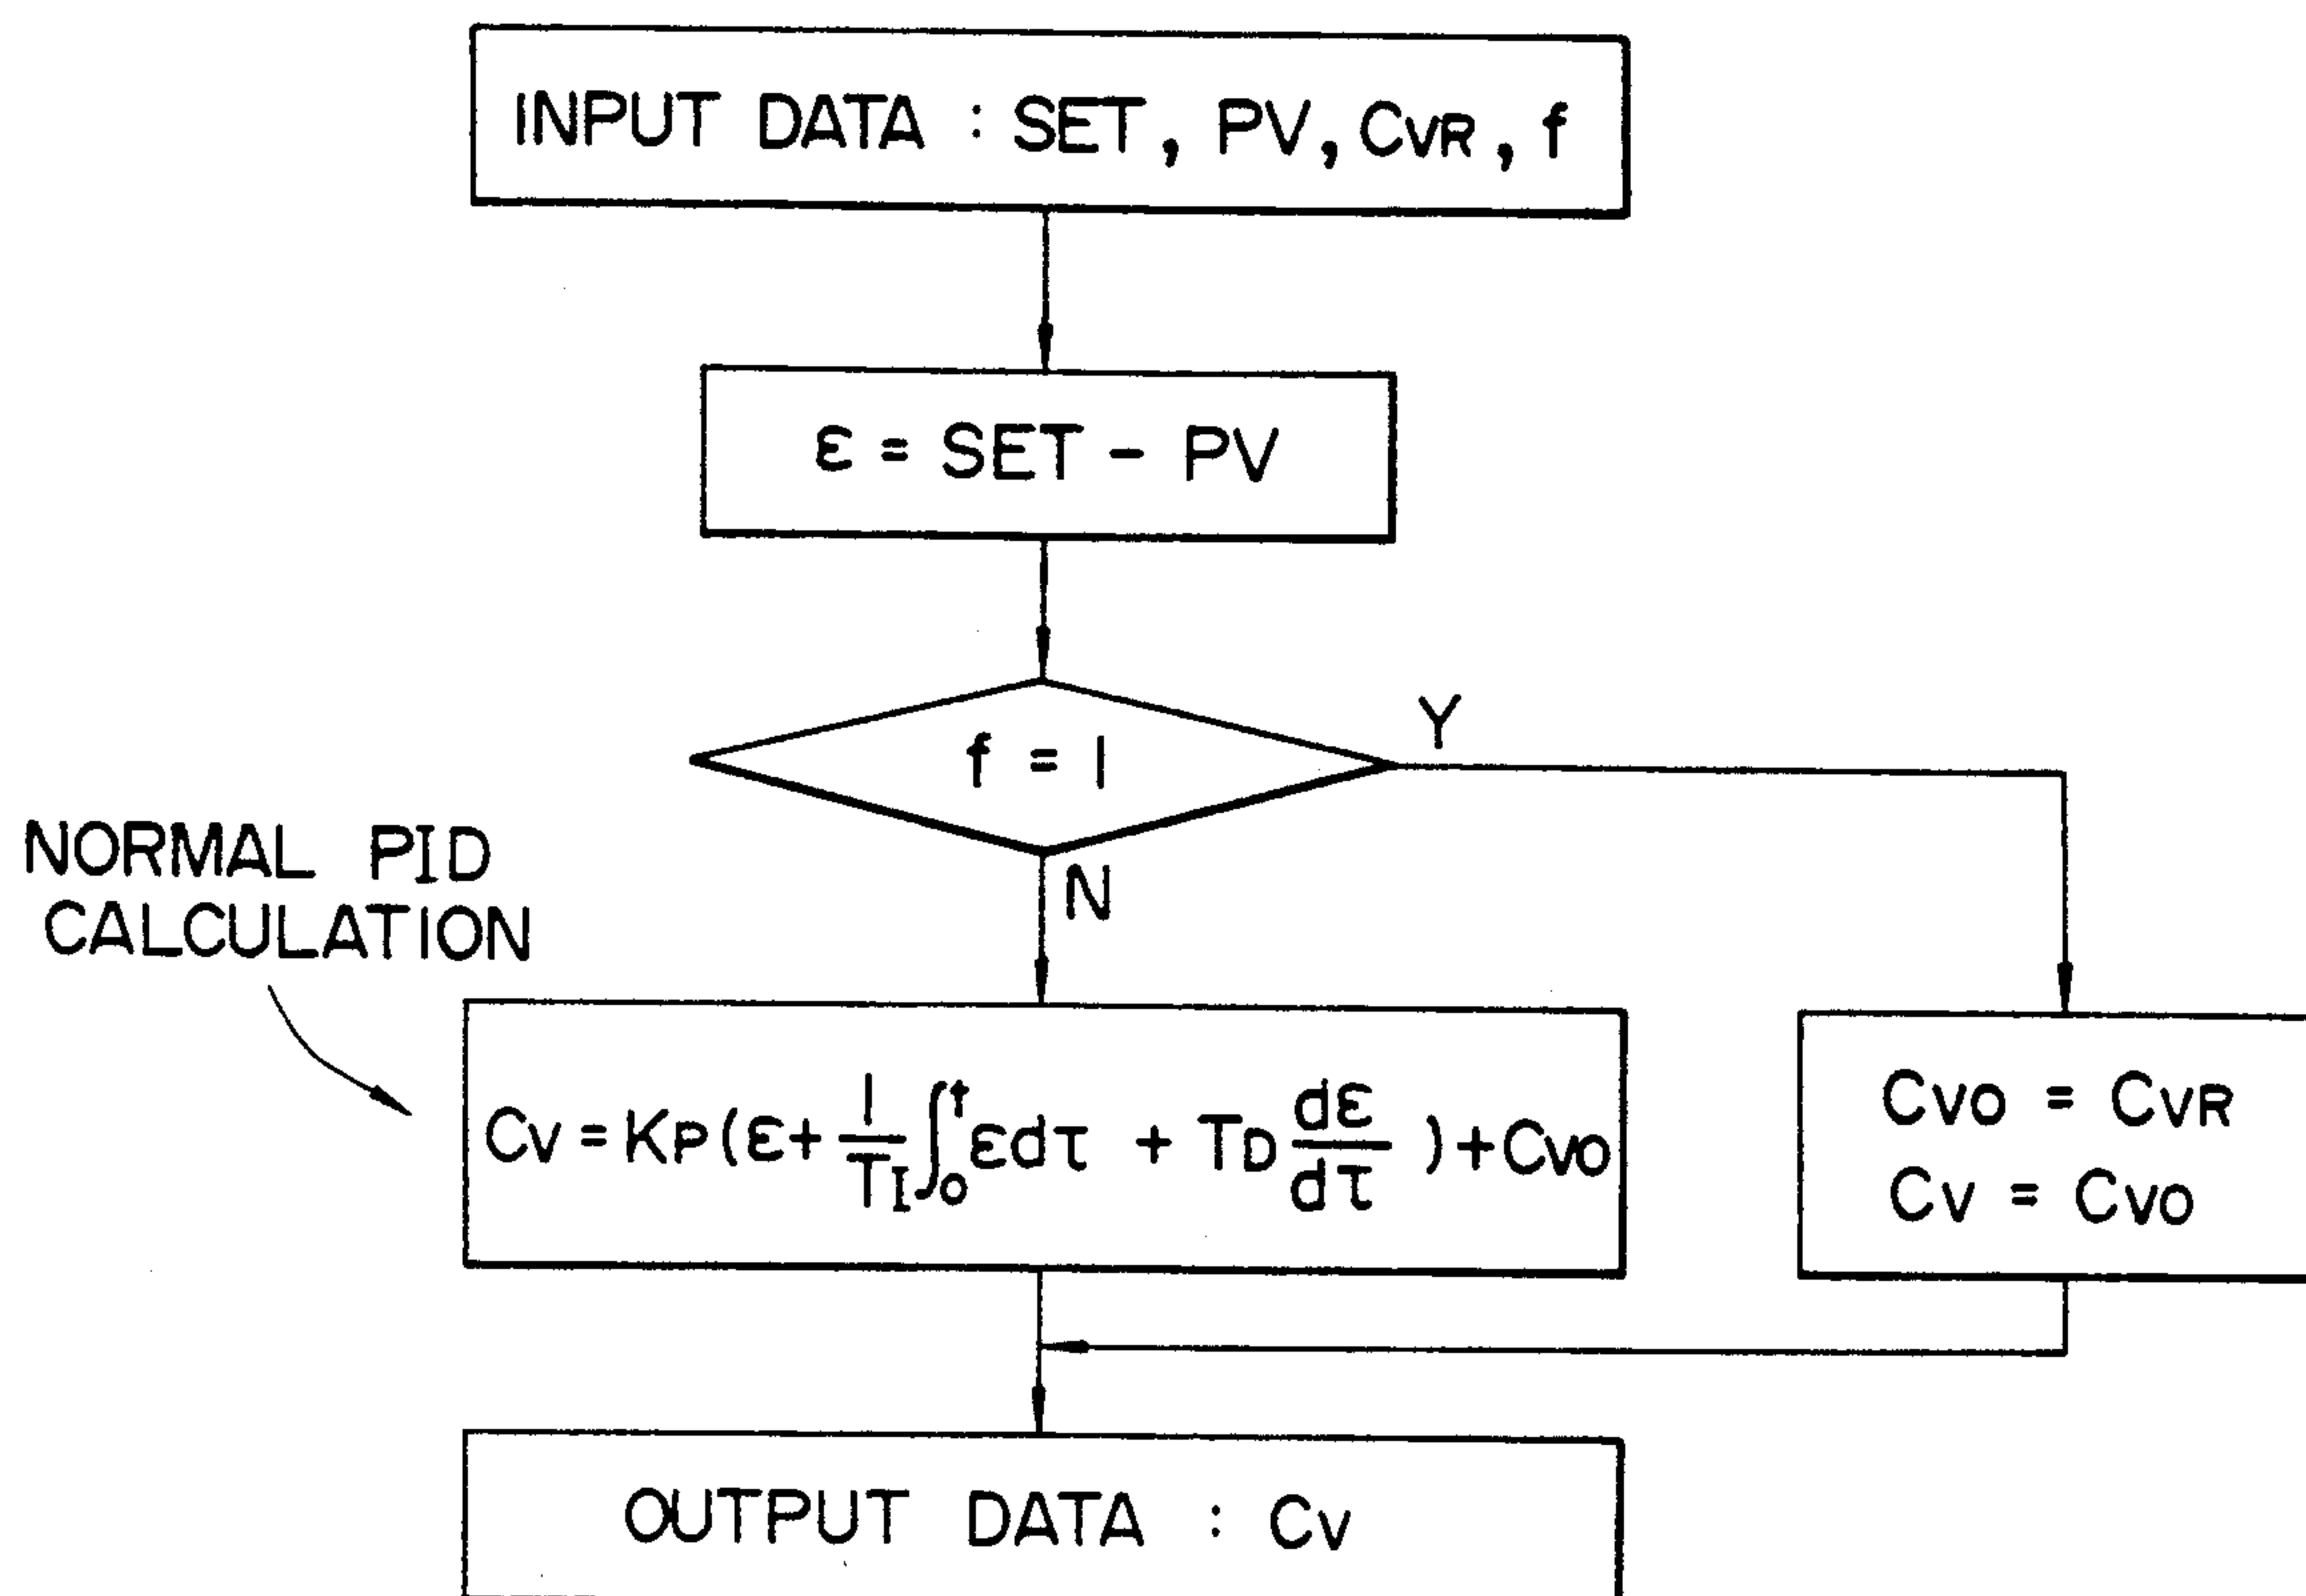 INPUT DATA : SET, PV, CVR, f
ε = SET - PV
f = 1
Y
N
NORMAL PID
CALCULATION
CV = KP(ε + 1/TI ∫0^t εdτ + TD dε/dτ) + CVO
CVO = CVR
CV = CVO
OUTPUT DATA : CV